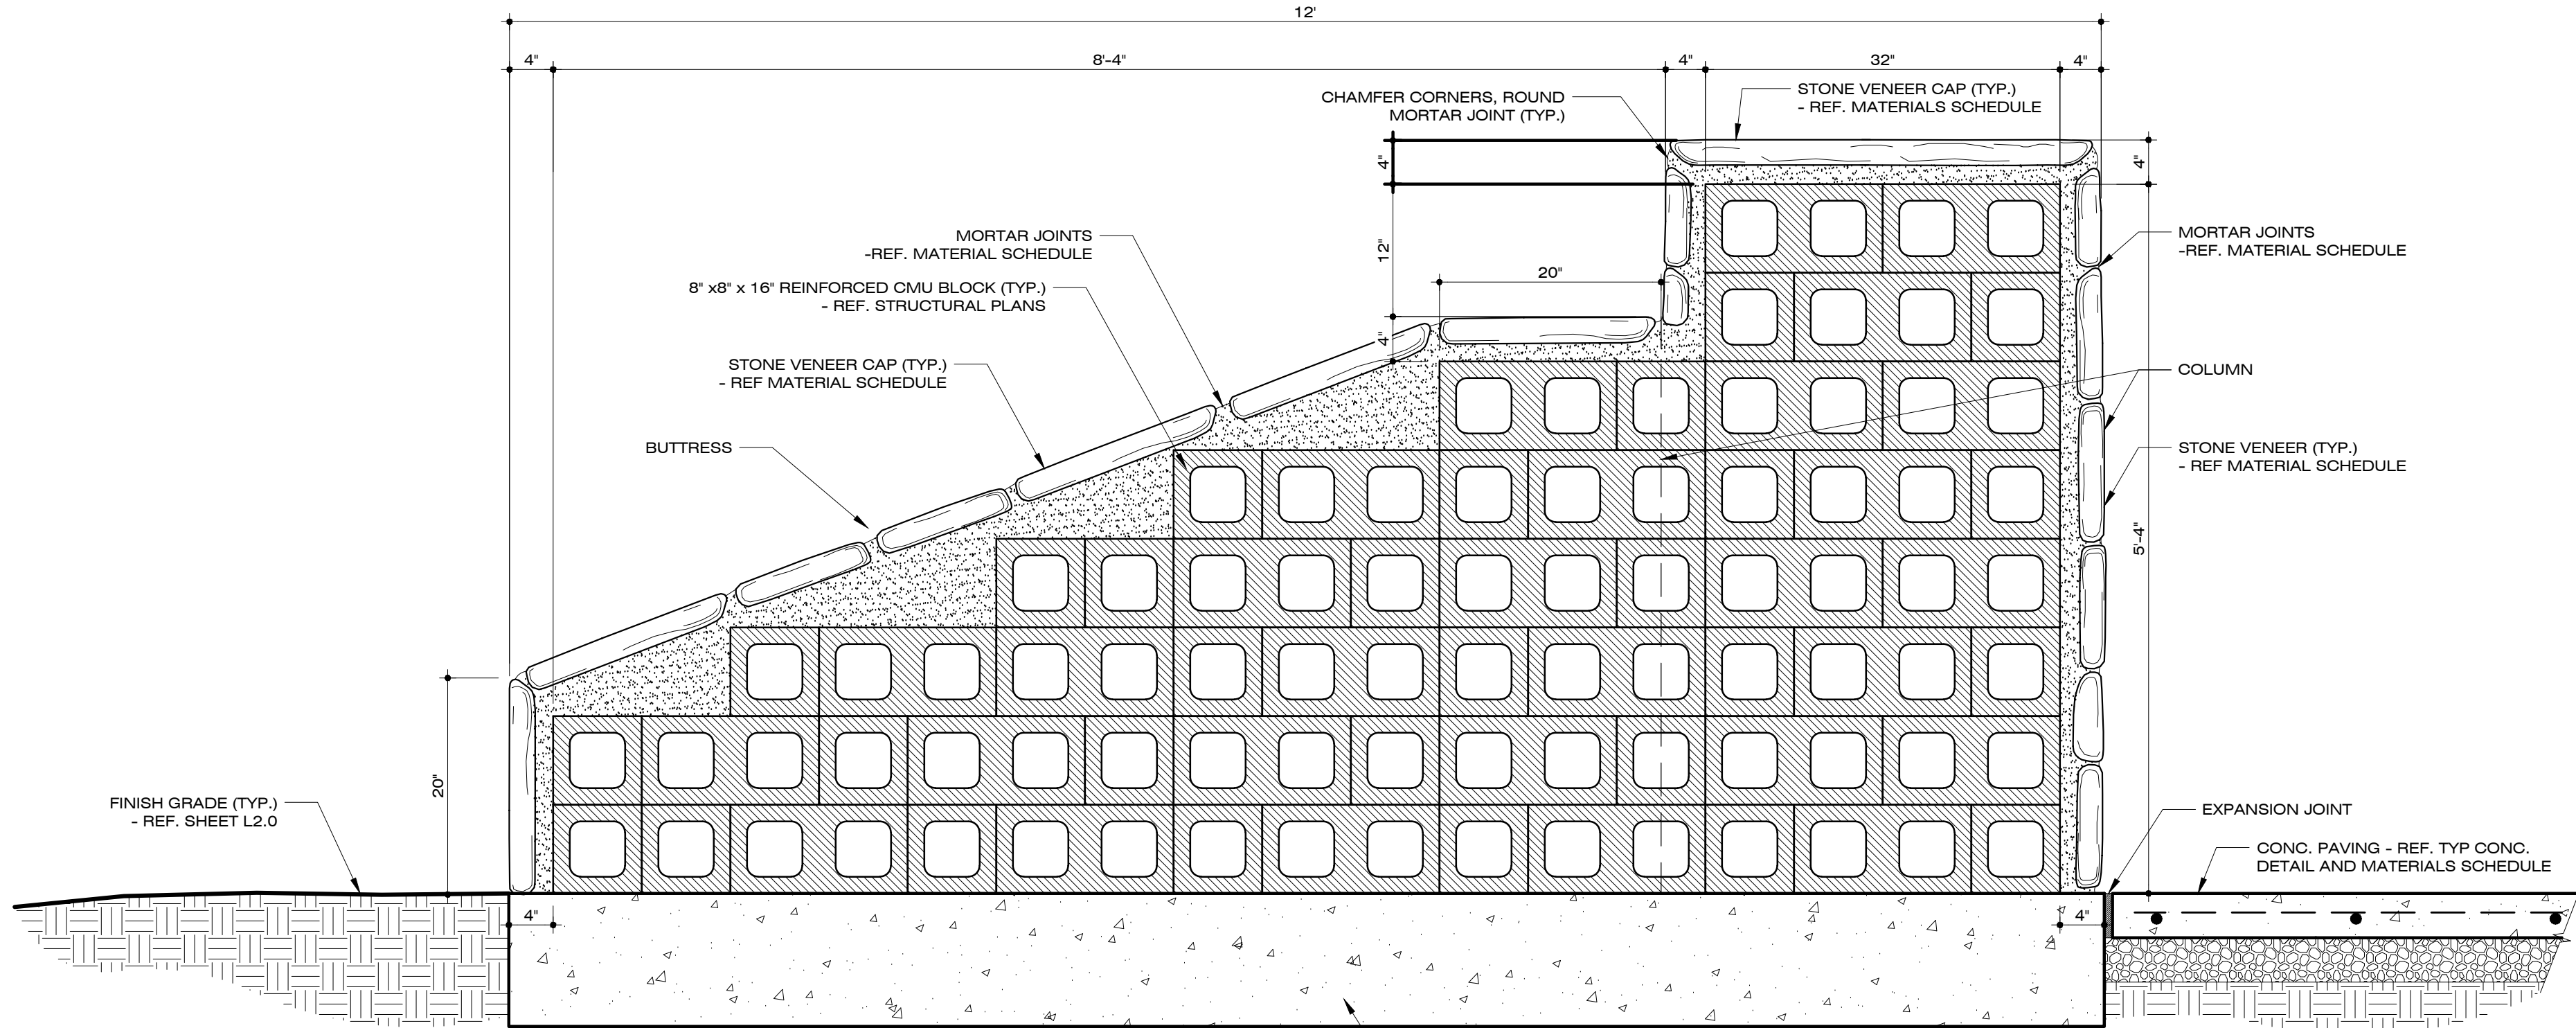 12'
4"
8'-4"
4"
32"
4"
CHAMFER CORNERS, ROUND
MORTAR JOINT (TYP.)
STONE VENEER CAP (TYP.)
- REF. MATERIALS SCHEDULE
4"
4"
MORTAR JOINTS
-REF. MATERIAL SCHEDULE
12"
MORTAR JOINTS
-REF. MATERIAL SCHEDULE
20"
8" x8" x 16" REINFORCED CMU BLOCK (TYP.)
- REF. STRUCTURAL PLANS
4"
STONE VENEER CAP (TYP.)
- REF MATERIAL SCHEDULE
COLUMN
BUTTRESS
STONE VENEER (TYP.)
- REF MATERIAL SCHEDULE
5'-4"
20"
FINISH GRADE (TYP.)
- REF. SHEET L2.0
EXPANSION JOINT
CONC. PAVING - REF. TYP CONC.
DETAIL AND MATERIALS SCHEDULE
4"
4"